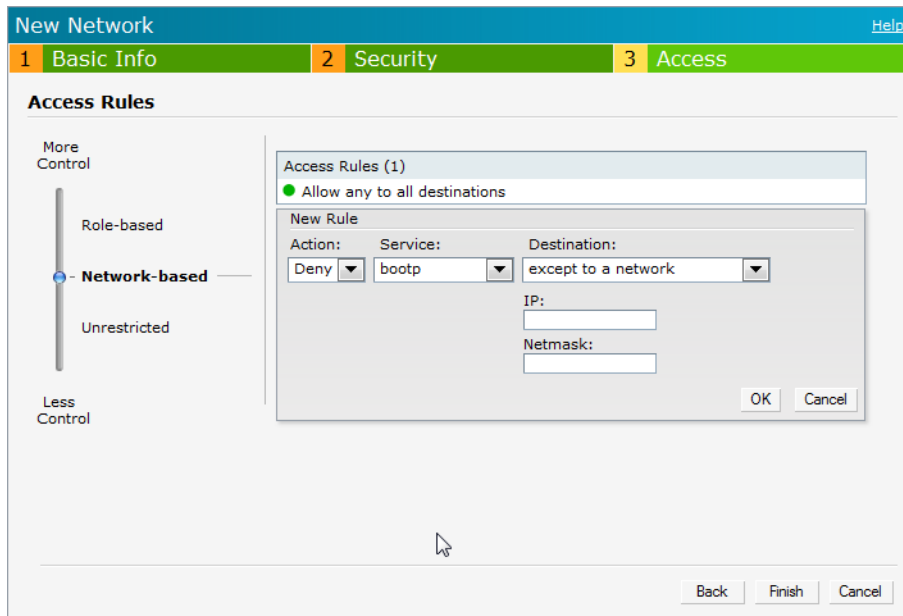 New Network
Help
1 Basic Info 2 Security 3 Access
Access Rules
More
Control
Role-based
Network-based
Unrestricted
Less
Control
Access Rules (1)
Allow any to all destinations
New Rule
Action: Service: Destination:
Deny bootp except to a network
IP:
Netmask:
OK Cancel
Back Finish Cancel